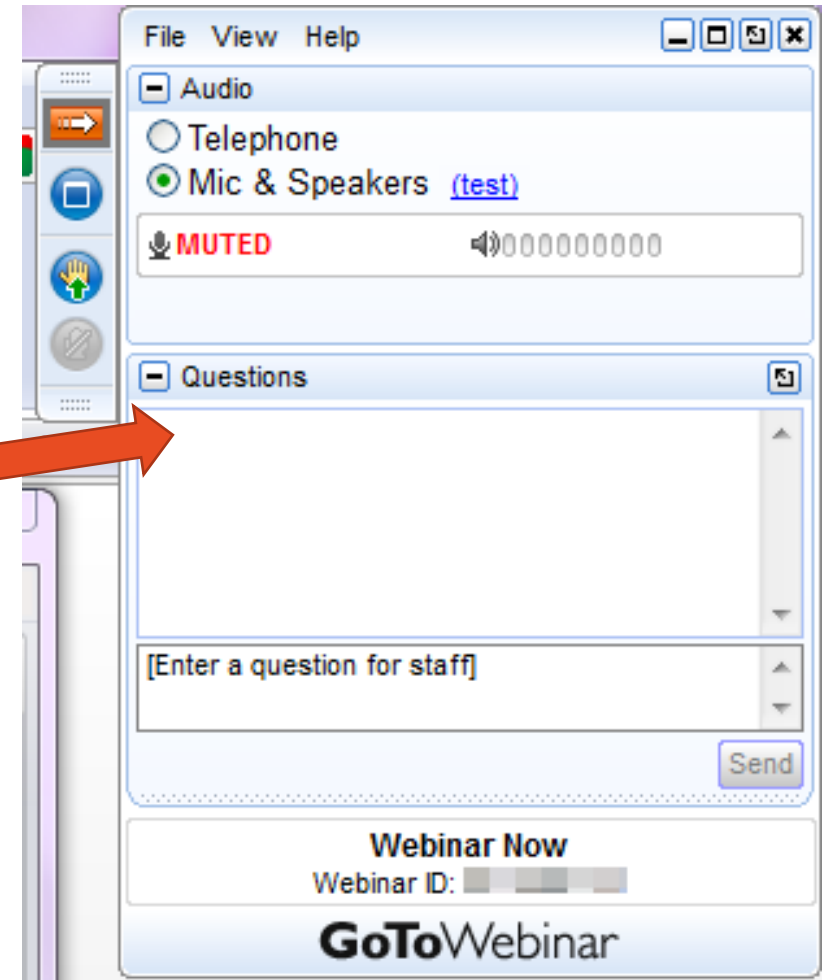 File View Help
Audio
Telephone
Mic & Speakers (test)
MUTED
Questions
[Enter a question for staff]
Send
Webinar Now
Webinar ID:
GoToWebinar